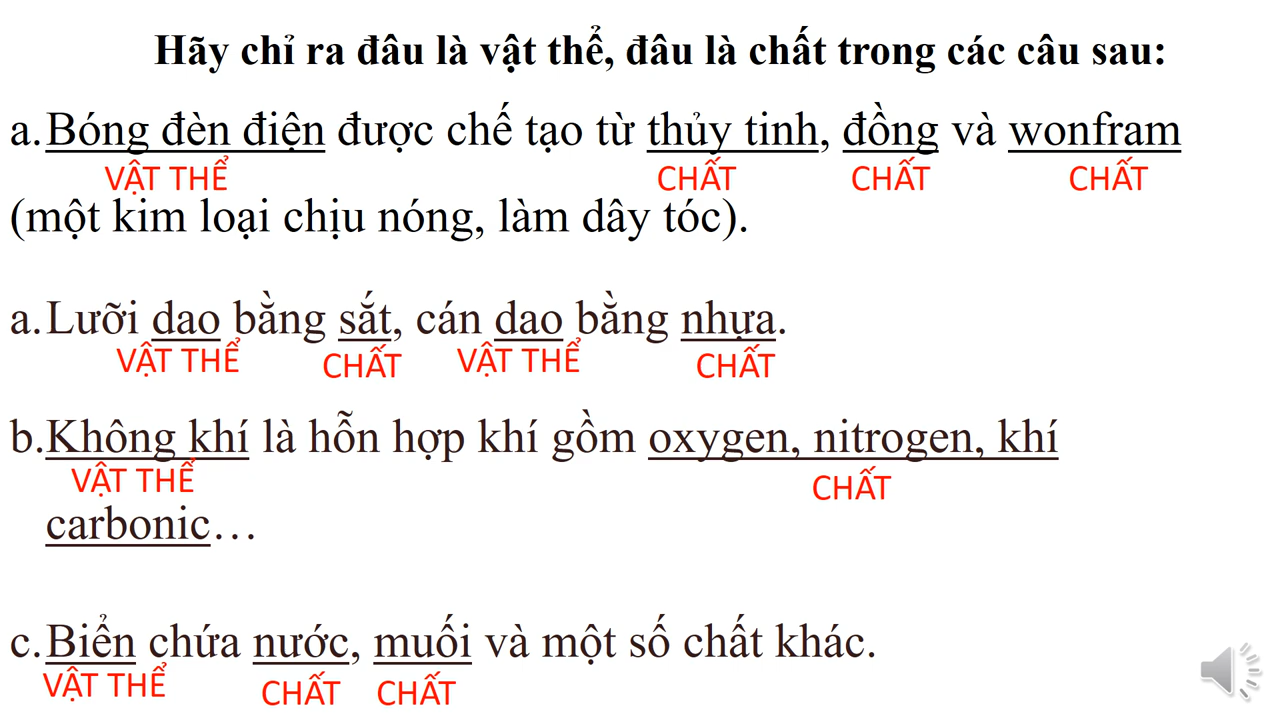 Hãy chỉ ra đâu là vật thể, đâu là chất trong các câu sau:
a.Bóng đèn điện được chế tạo từ thủy tinh, đồng và wonfram
VẬT THỂ CHẤT CHẤT CHẤT
(một kim loại chịu nóng, làm dây tóc).
a.Lưỡi dao bằng sắt, cán dao bằng nhựa.
VẬT THỂ CHẤT VẬT THỂ CHẤT
b.Không khí là hỗn hợp khí gồm oxygen, nitrogen, khí
VẬT THỂ CHẤT
carbonic…
c.Biển chứa nước, muối và một số chất khác.
VẬT THỂ CHẤT CHẤT